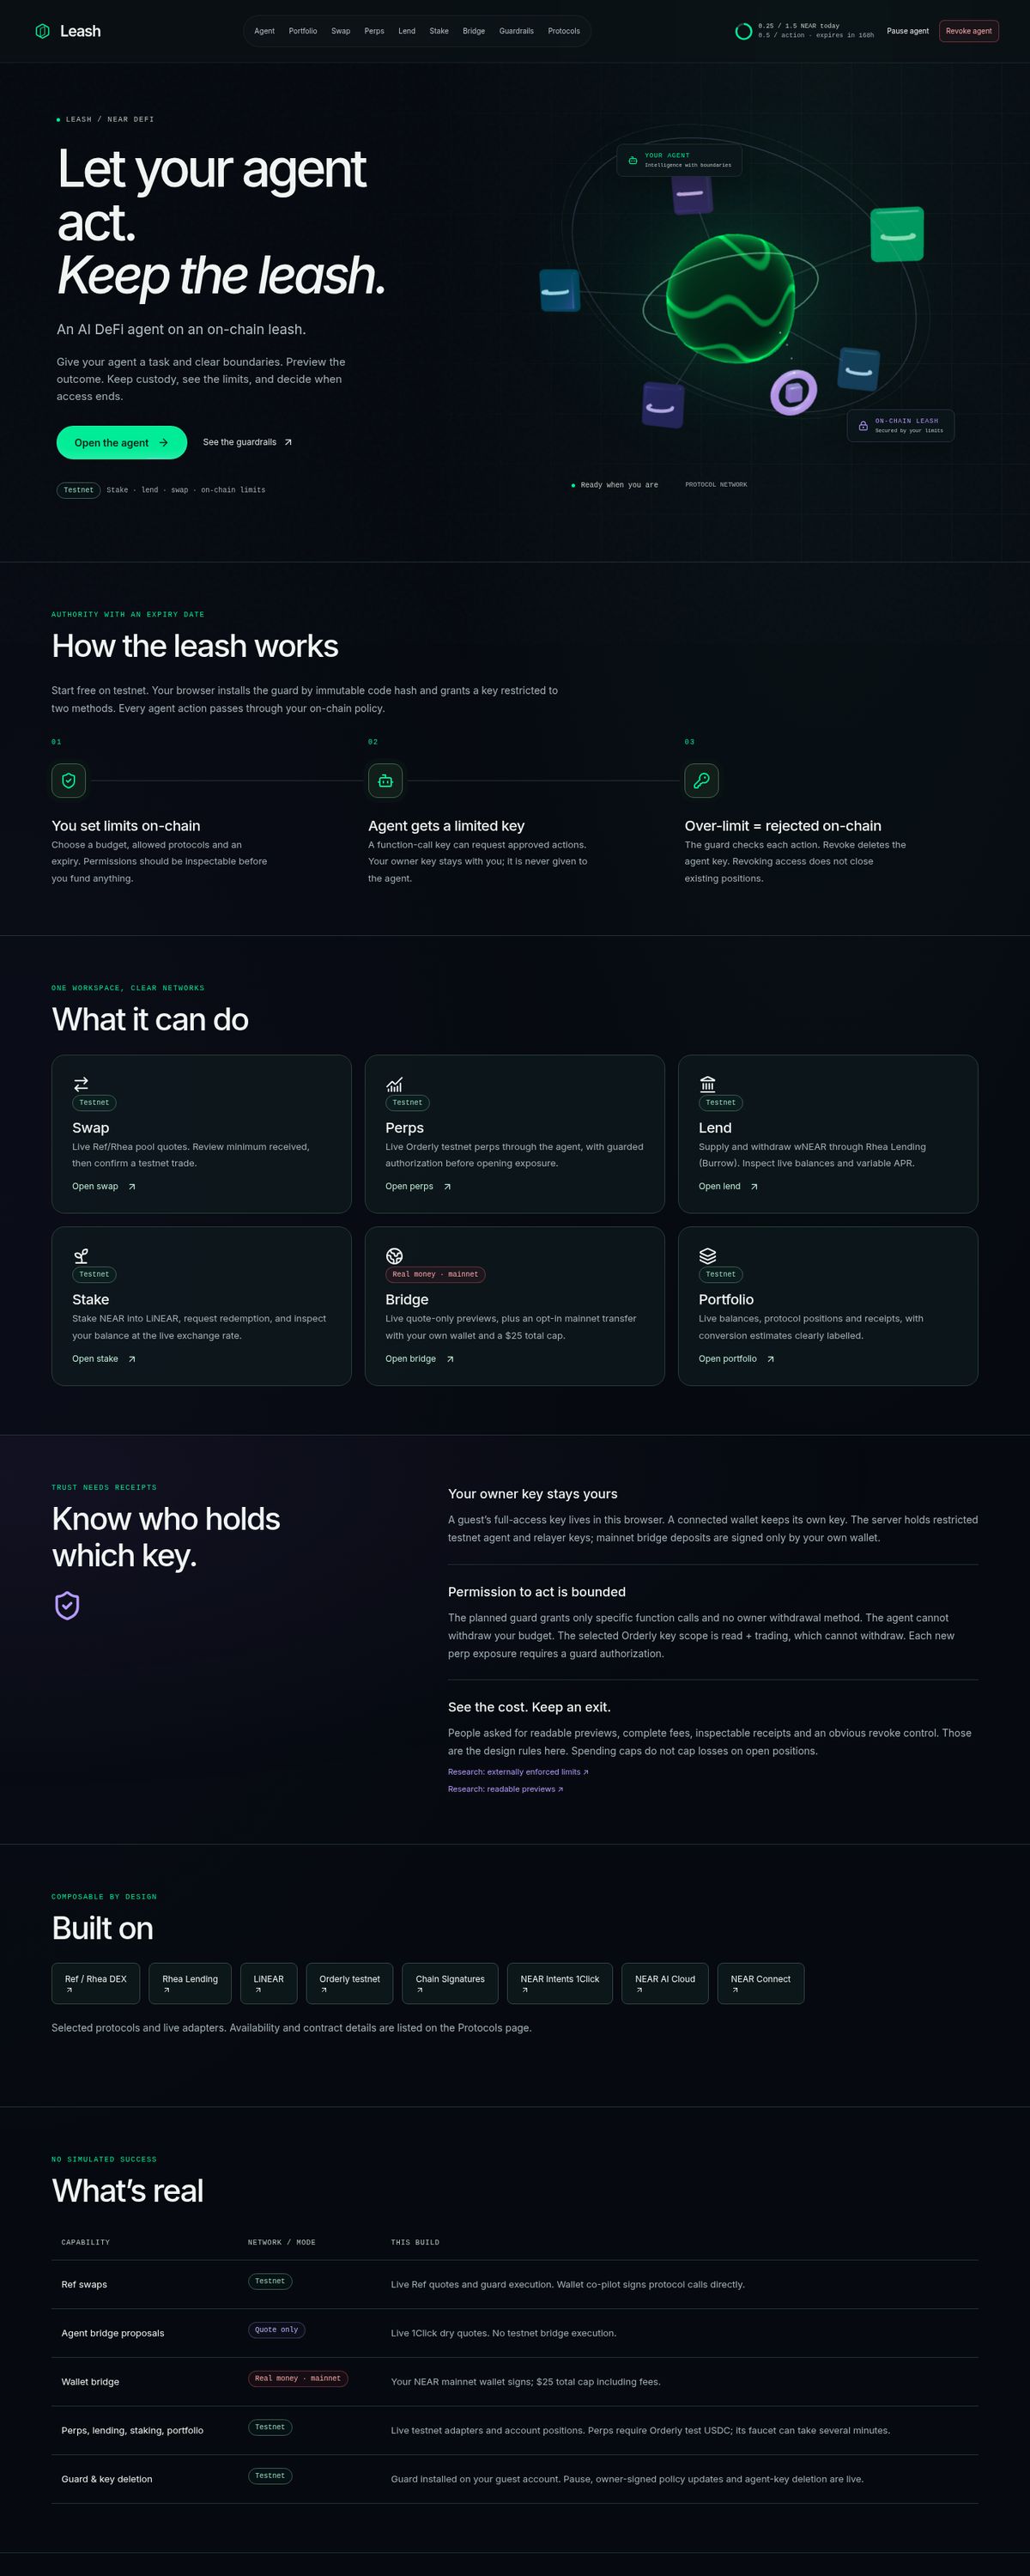 Leash
Agent Portfolio Swap Perps Lend Stake Bridge Guardrails Protocols
0.25 / 1.5 NEAR today
0.5 / action · expires in 168h
Pause agent
Revoke agent
LEASH / NEAR DEFI
Let your agent
act.
Keep the leash.
An AI DeFi agent on an on-chain leash.
Give your agent a task and clear boundaries. Preview the
outcome. Keep custody, see the limits, and decide when
access ends.
Open the agent →
See the guardrails ↗
Testnet Stake · lend · swap · on-chain limits
YOUR AGENT
Intelligence with boundaries
ON-CHAIN LEASH
Secured by your limits
Ready when you are
PROTOCOL NETWORK
AUTHORITY WITH AN EXPIRY DATE
How the leash works
Start free on testnet. Your browser installs the guard by immutable code hash and grants a key restricted to
two methods. Every agent action passes through your on-chain policy.
01
You set limits on-chain
Choose a budget, allowed protocols and an
expiry. Permissions should be inspectable before
you fund anything.
02
Agent gets a limited key
A function-call key can request approved actions.
Your owner key stays with you; it is never given to
the agent.
03
Over-limit = rejected on-chain
The guard checks each action. Revoke deletes the
agent key. Revoking access does not close
existing positions.
ONE WORKSPACE, CLEAR NETWORKS
What it can do
Testnet
Swap
Live Ref/Rhea pool quotes. Review minimum received,
then confirm a testnet trade.
Open swap ↗
Testnet
Perps
Live Orderly testnet perps through the agent, with guarded
authorization before opening exposure.
Open perps ↗
Testnet
Lend
Supply and withdraw wNEAR through Rhea Lending
(Burrow). Inspect live balances and variable APR.
Open lend ↗
Testnet
Stake
Stake NEAR into LiNEAR, request redemption, and inspect
your balance at the live exchange rate.
Open stake ↗
Real money · mainnet
Bridge
Live quote-only previews, plus an opt-in mainnet transfer
with your own wallet and a $25 total cap.
Open bridge ↗
Testnet
Portfolio
Live balances, protocol positions and receipts, with
conversion estimates clearly labelled.
Open portfolio ↗
TRUST NEEDS RECEIPTS
Know who holds
which key.
Your owner key stays yours
A guest’s full-access key lives in this browser. A connected wallet keeps its own key. The server holds restricted
testnet agent and relayer keys; mainnet bridge deposits are signed only by your own wallet.
Permission to act is bounded
The planned guard grants only specific function calls and no owner withdrawal method. The agent cannot
withdraw your budget. The selected Orderly key scope is read + trading, which cannot withdraw. Each new
perp exposure requires a guard authorization.
See the cost. Keep an exit.
People asked for readable previews, complete fees, inspectable receipts and an obvious revoke control. Those
are the design rules here. Spending caps do not cap losses on open positions.
Research: externally enforced limits ↗
Research: readable previews ↗
COMPOSABLE BY DESIGN
Built on
Ref / Rhea DEX ↗
Rhea Lending ↗
LiNEAR ↗
Orderly testnet ↗
Chain Signatures ↗
NEAR Intents 1Click ↗
NEAR AI Cloud ↗
NEAR Connect ↗
Selected protocols and live adapters. Availability and contract details are listed on the Protocols page.
NO SIMULATED SUCCESS
What’s real
CAPABILITY NETWORK / MODE THIS BUILD
Ref swaps Testnet Live Ref quotes and guard execution. Wallet co-pilot signs protocol calls directly.
Agent bridge proposals Quote only Live 1Click dry quotes. No testnet bridge execution.
Wallet bridge Real money · mainnet Your NEAR mainnet wallet signs; $25 total cap including fees.
Perps, lending, staking, portfolio Testnet Live testnet adapters and account positions. Perps require Orderly test USDC; its faucet can take several minutes.
Guard & key deletion Testnet Guard installed on your guest account. Pause, owner-signed policy updates and agent-key deletion are live.